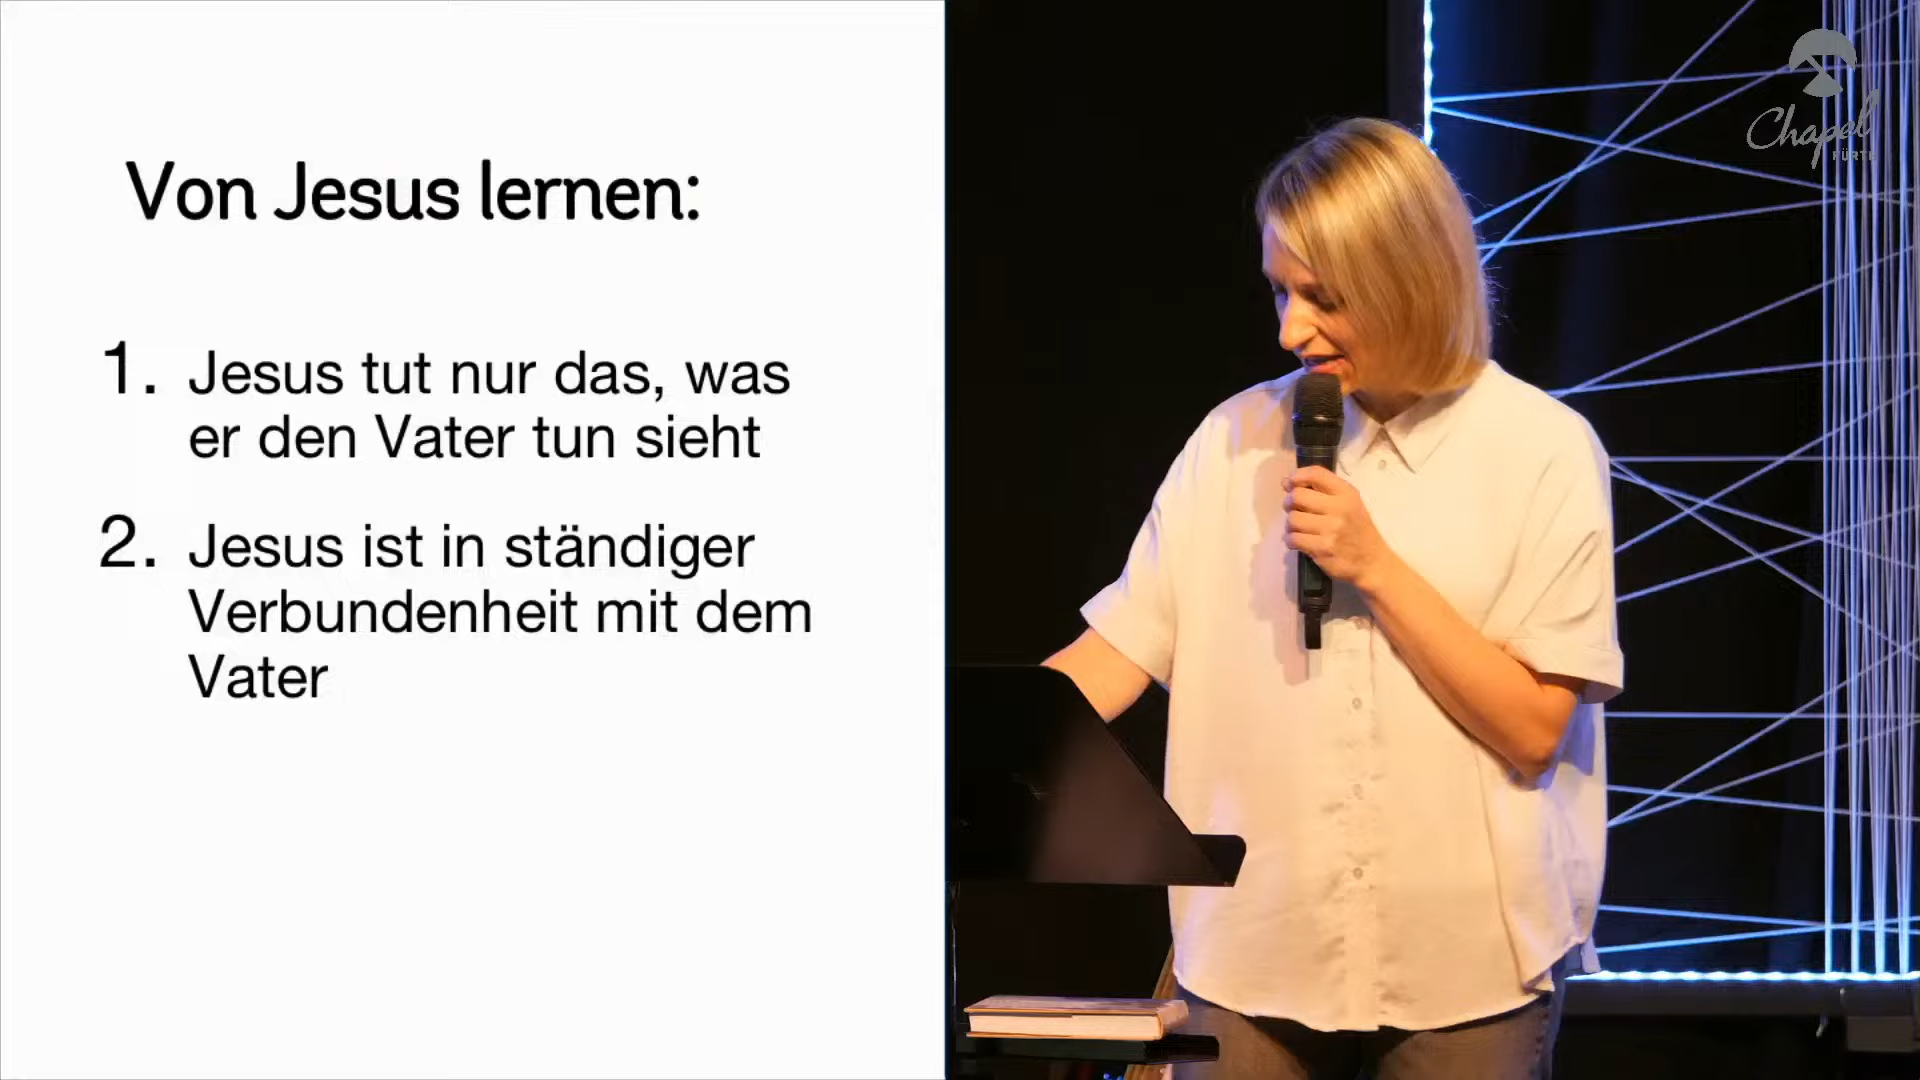 Von Jesus lernen:
1. Jesus tut nur das, was
er den Vater tun sieht
2. Jesus ist in ständiger
Verbundenheit mit dem
Vater
Chapel
FÜRTH